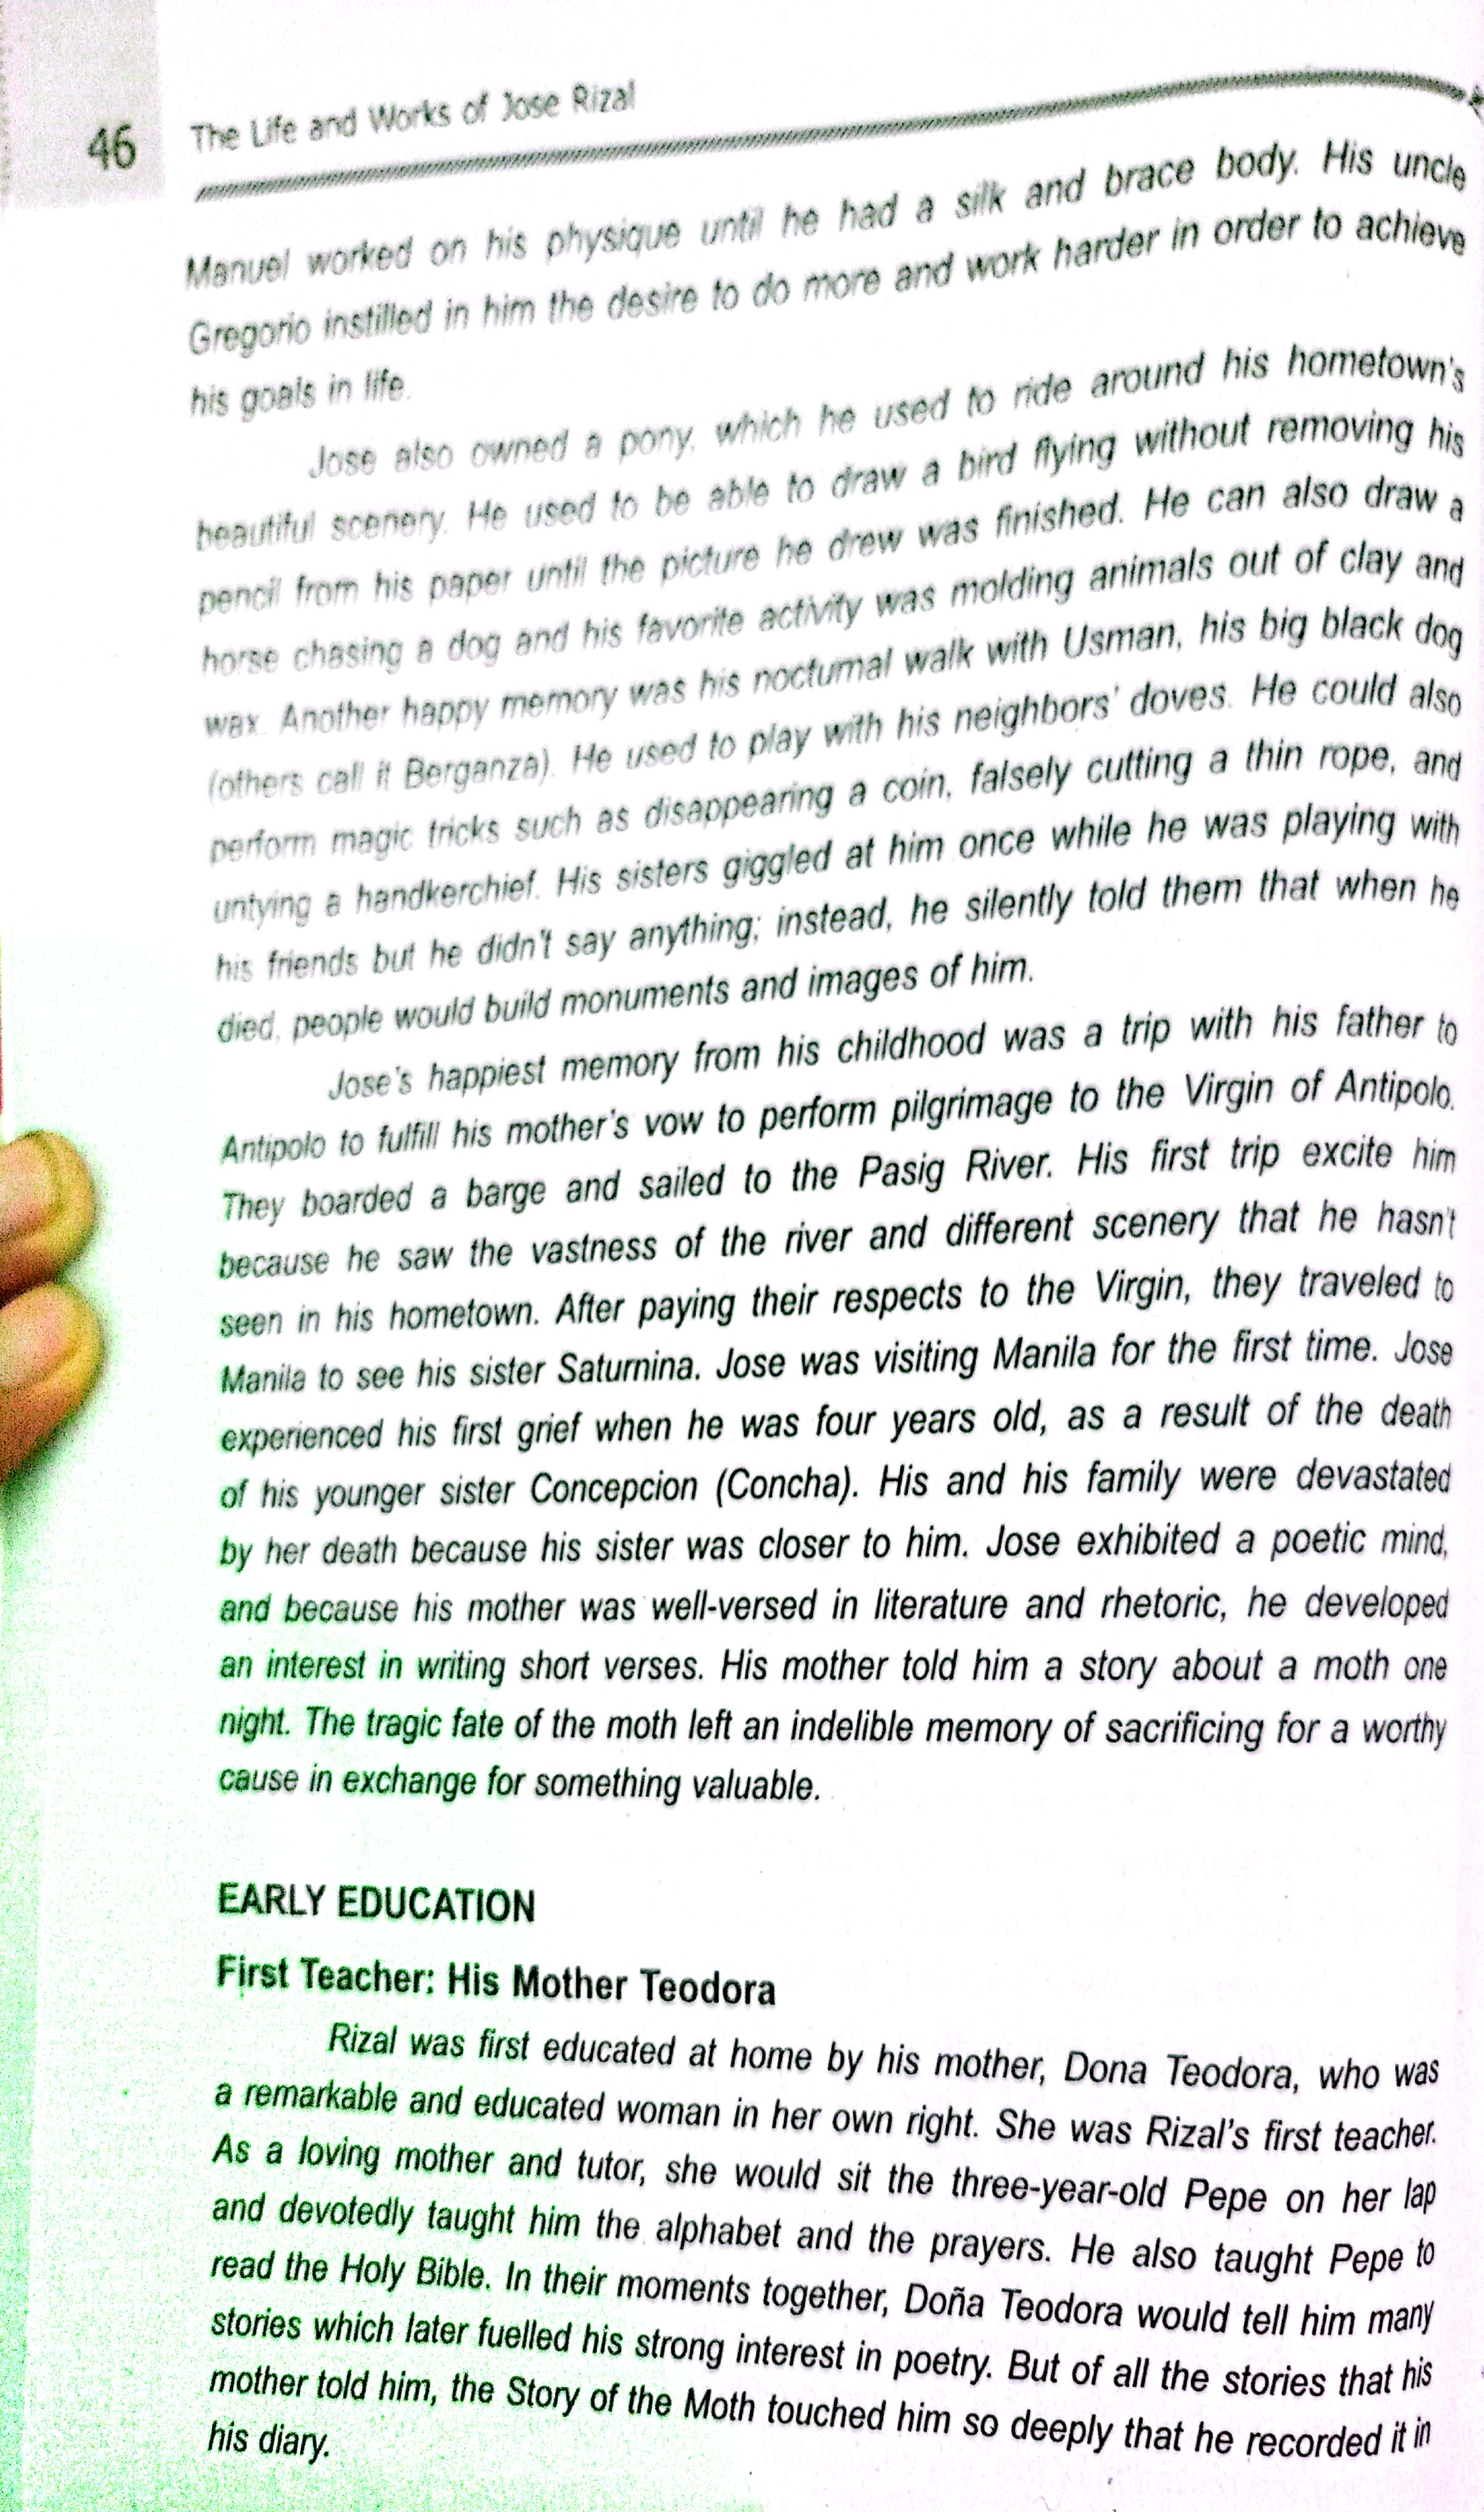 46
The Life and Works of Jose Rizal
Manuel worked on his physique until he had a silk and brace body. His uncle
Gregorio instilled in him the desire to do more and work harder in order to achieve
his goals in life.
Jose also owned a pony, which he used to ride around his hometown's
beautiful scenery. He used to be able to draw a bird flying without removing his
pencil from his paper until the picture he drew was finished. He can also draw a
horse chasing a dog and his favorite activity was molding animals out of clay and
wax. Another happy memory was his nocturnal walk with Usman, his big black dog
(others call it Berganza). He used to play with his neighbors' doves. He could also
perform magic tricks such as disappearing a coin, falsely cutting a thin rope, and
untying a handkerchief. His sisters giggled at him once while he was playing with
his friends but he didn't say anything; instead, he silently told them that when he
died, people would build monuments and images of him.
Jose's happiest memory from his childhood was a trip with his father to
Antipolo to fulfill his mother's vow to perform pilgrimage to the Virgin of Antipolo.
They boarded a barge and sailed to the Pasig River. His first trip excite him
because he saw the vastness of the river and different scenery that he hasn't
seen in his hometown. After paying their respects to the Virgin, they traveled to
Manila to see his sister Saturnina. Jose was visiting Manila for the first time. Jose
experienced his first grief when he was four years old, as a result of the death
of his younger sister Concepcion (Concha). His and his family were devastated
by her death because his sister was closer to him. Jose exhibited a poetic mind,
and because his mother was well-versed in literature and rhetoric, he developed
an interest in writing short verses. His mother told him a story about a moth one
night. The tragic fate of the moth left an indelible memory of sacrificing for a worthy
cause in exchange for something valuable.
EARLY EDUCATION
First Teacher: His Mother Teodora
Rizal was first educated at home by his mother, Dona Teodora, who was
a remarkable and educated woman in her own right. She was Rizal's first teacher.
As a loving mother and tutor, she would sit the three-year-old Pepe on her lap
and devotedly taught him the alphabet and the prayers. He also taught Pepe to
read the Holy Bible. In their moments together, Doña Teodora would tell him many
stories which later fuelled his strong interest in poetry. But of all the stories that his
mother told him, the Story of the Moth touched him so deeply that he recorded it in
his diary.